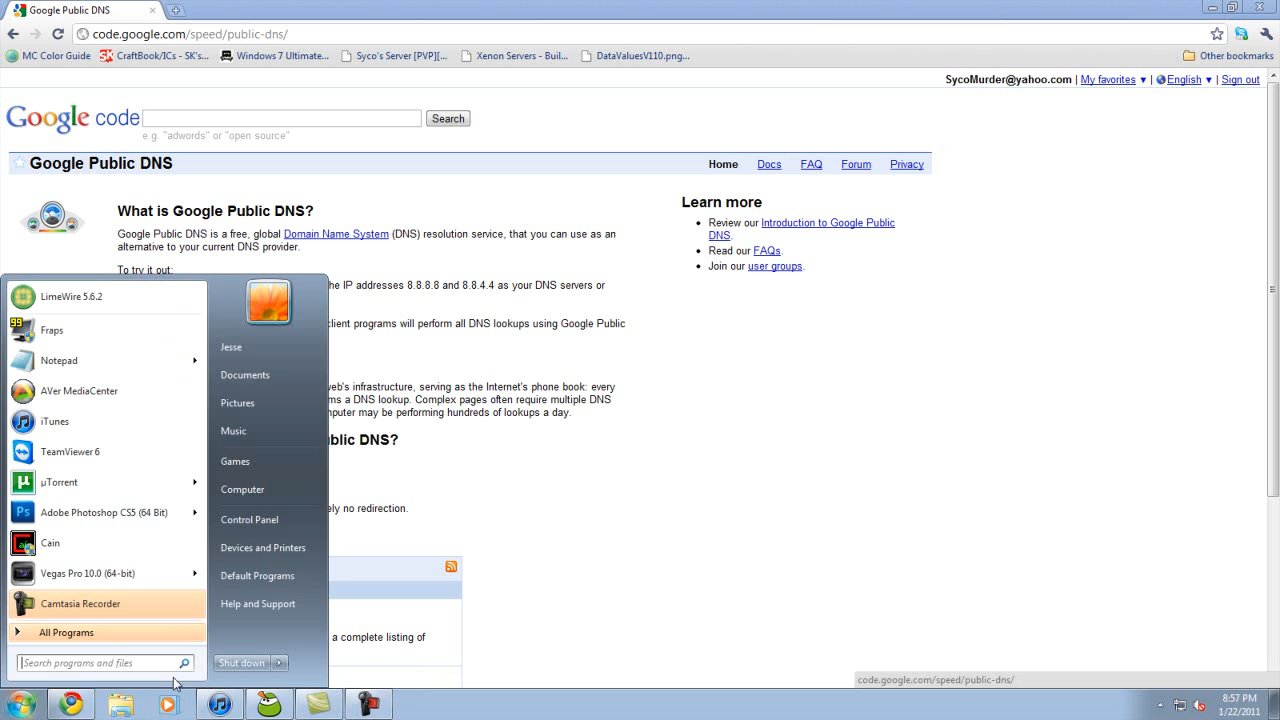 Google Public DNS
code.google.com/speed/public-dns/
MC Color Guide
CraftBook/ICs - SK's...
Windows 7 Ultimate...
Syco's Server [PVP][...
Xenon Servers - Buil...
DataValuesV110.png...
Other bookmarks
SycoMurder@yahoo.com | My favorites ▼ | English ▼ | Sign out
Google code
Search
e.g. "adwords" or "open source"
Google Public DNS
Home
Docs
FAQ
Forum
Privacy
What is Google Public DNS?
Google Public DNS is a free, global Domain Name System (DNS) resolution service, that you can use as an
alternative to your current DNS provider.
To try it out:
he IP addresses 8.8.8.8 and 8.8.4.4 as your DNS servers or
client programs will perform all DNS lookups using Google Public
web's infrastructure, serving as the Internet's phone book: every
ms a DNS lookup. Complex pages often require multiple DNS
mputer may be performing hundreds of lookups a day.
ublic DNS?
ely no redirection.
a complete listing of
Learn more
Review our Introduction to Google Public
DNS.
Read our FAQs.
Join our user groups.
LimeWire 5.6.2
99
Fraps
Notepad
AVer MediaCenter
iTunes
TeamViewer 6
µTorrent
Ps
Adobe Photoshop CS5 (64 Bit)
Cain
Vegas Pro 10.0 (64-bit)
Camtasia Recorder
All Programs
Search programs and files
Jesse
Documents
Pictures
Music
Games
Computer
Control Panel
Devices and Printers
Default Programs
Help and Support
Shut down
code.google.com/speed/public-dns/
8:57 PM
1/22/2011